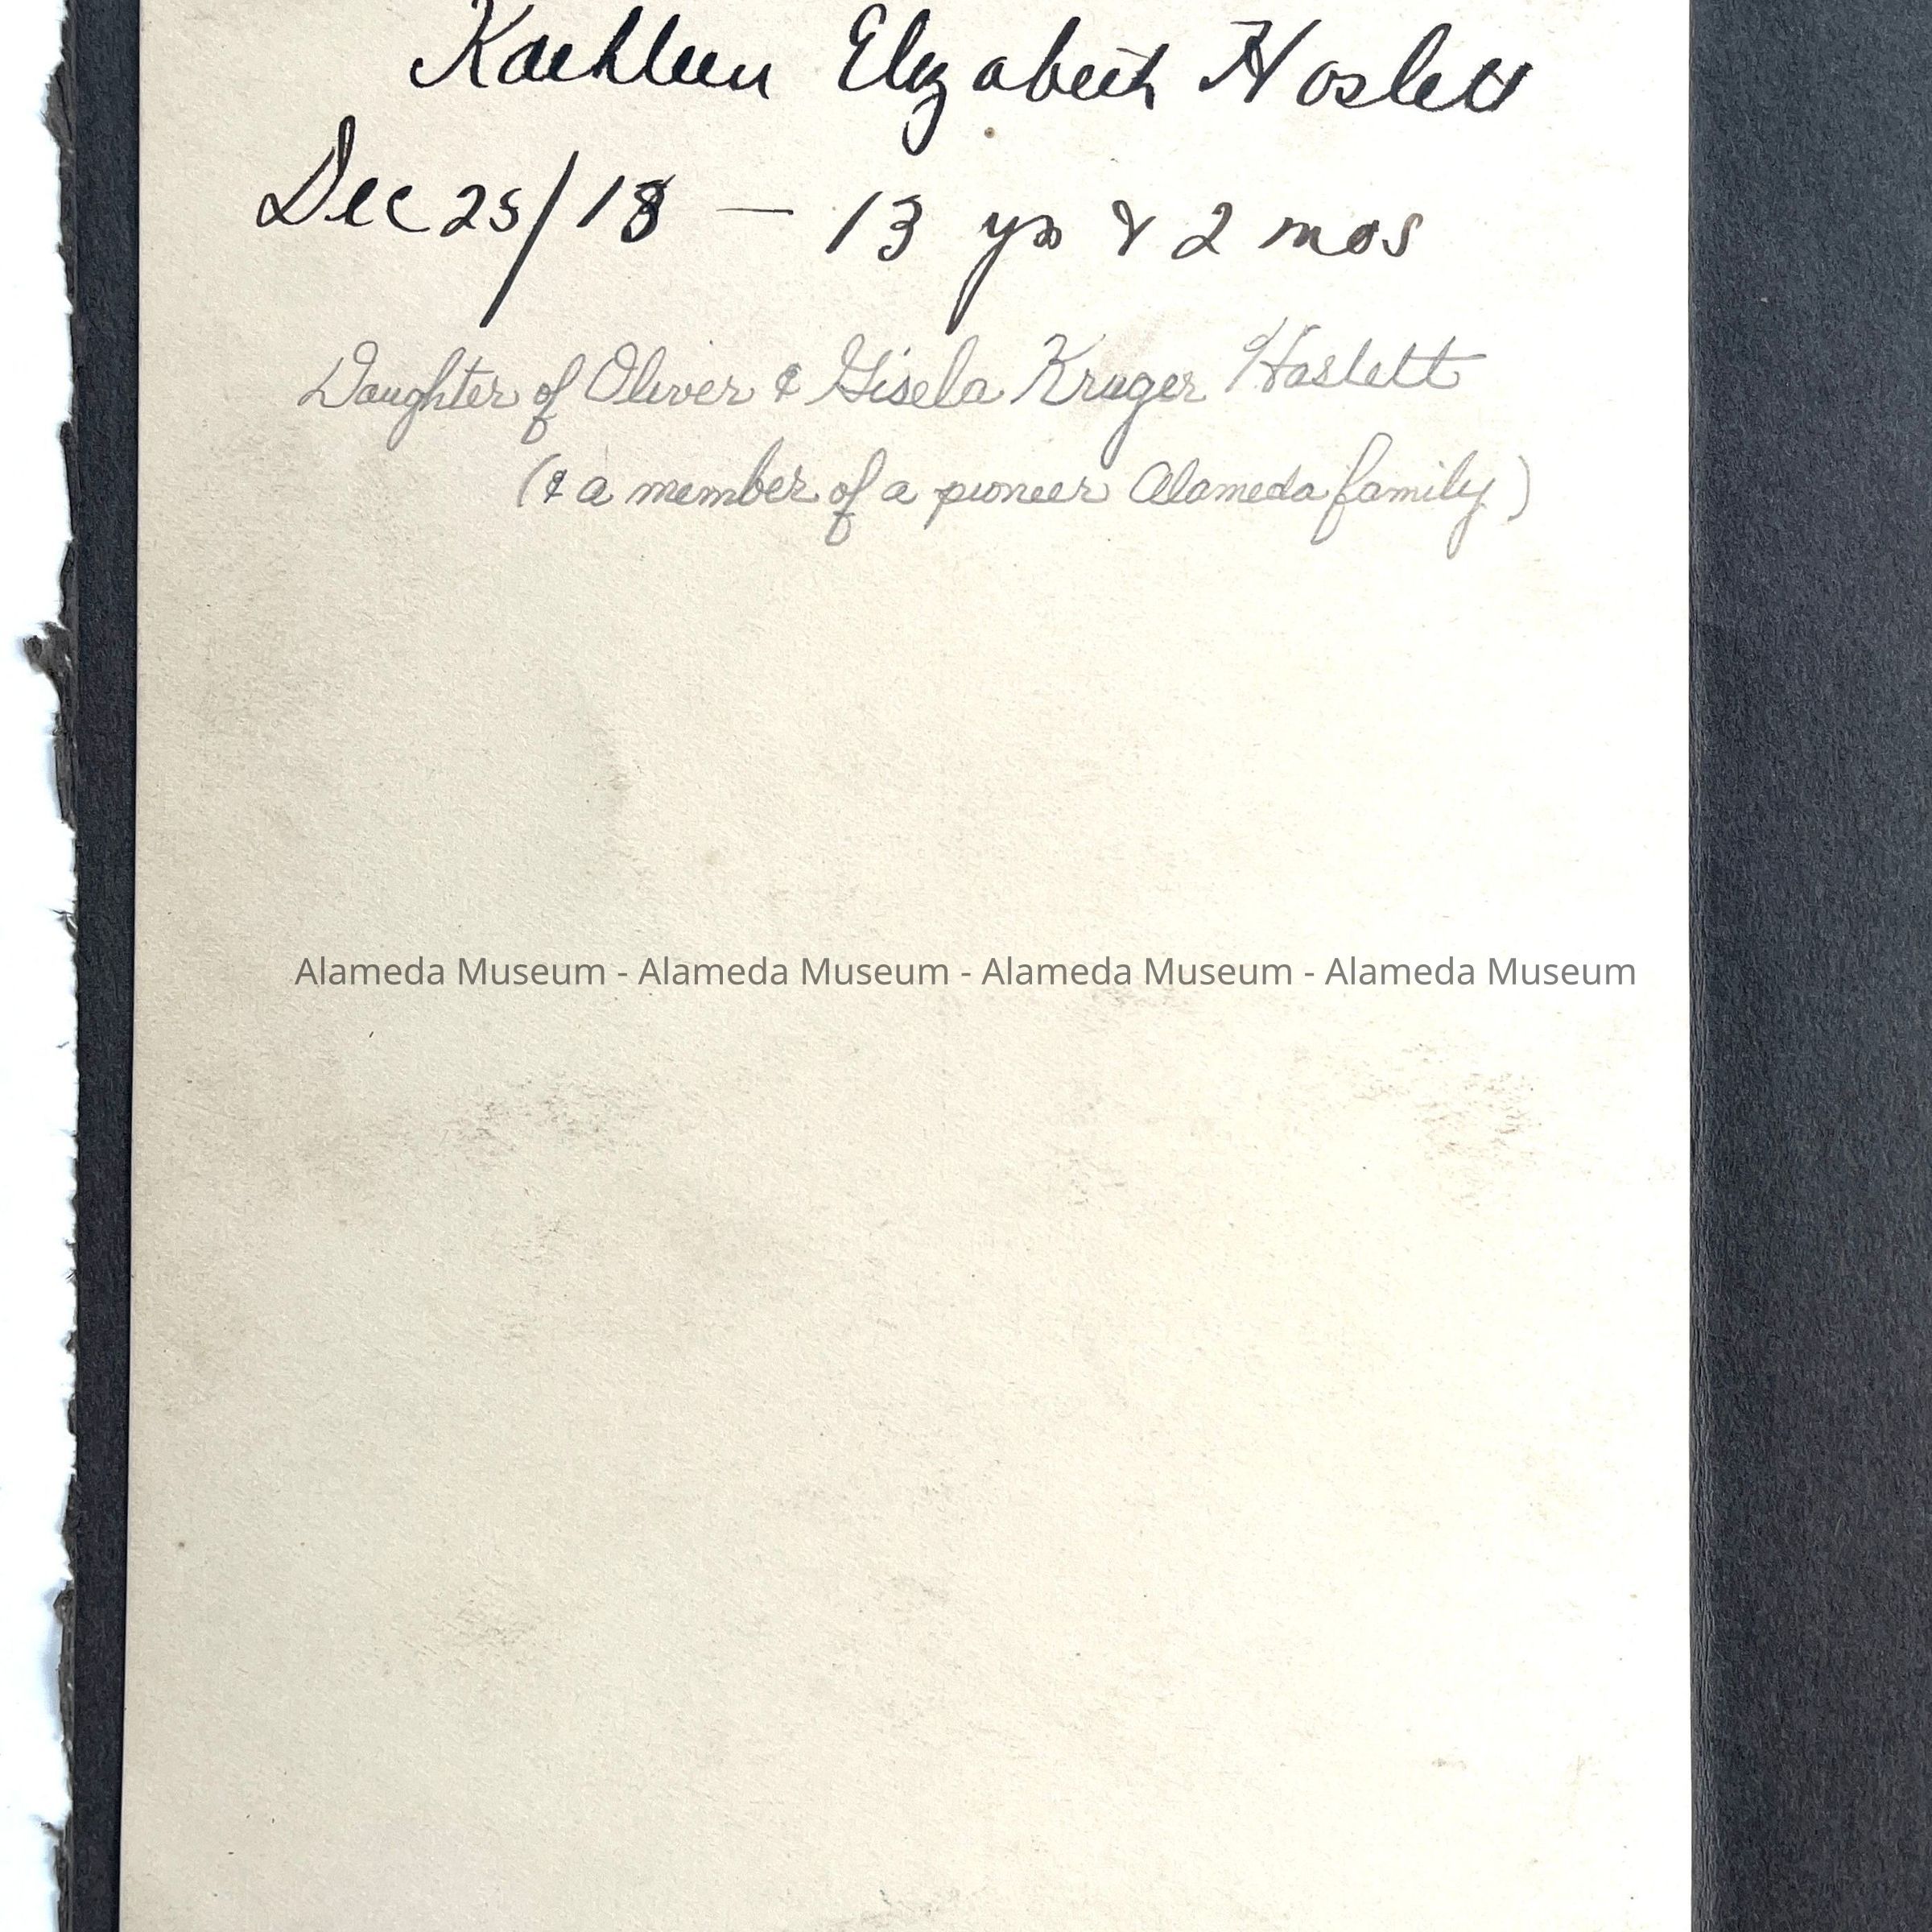 Kathleen Elizabeth Haslett
Dec 25/18 — 13 yrs & 2 mos
Daughter of Oliver & Gisela Kruger Haslett
(& a member of a pioneer Alameda family)
Alameda Museum - Alameda Museum - Alameda Museum - Alameda Museum